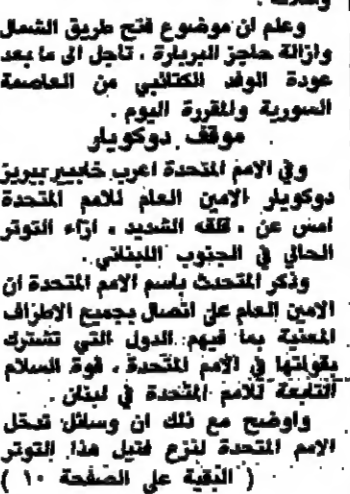 وعلم ان موضوع فتح طريق الشمال
وازالة حاجز البربارة ، تاجل الى ما بعد
عودة الوفد الكتائبي من العاصمة
السورية والمقررة اليوم .
موقف دوكويلر
وفي الامم المتحدة اعرب خافيير بيريز
دوكويلر الامين العام للامم المتحدة
امس عن « قلقه الشديد » ازاء التوتر
الحالي في الجنوب اللبناني .
وذكر المتحدث باسم الامم المتحدة ان
الامين العام على اتصال بجميع الاطراف
المعنية بما فيهم الدول التي تشترك
بقواتها في الامم المتحدة ، قوة السلام
التابعة للامم المتحدة في لبنان .
واوضح مع ذلك ان وسائل تدخل
الامم المتحدة لنزع فتيل هذا التوتر
( البقية على الصفحة ١٠ )